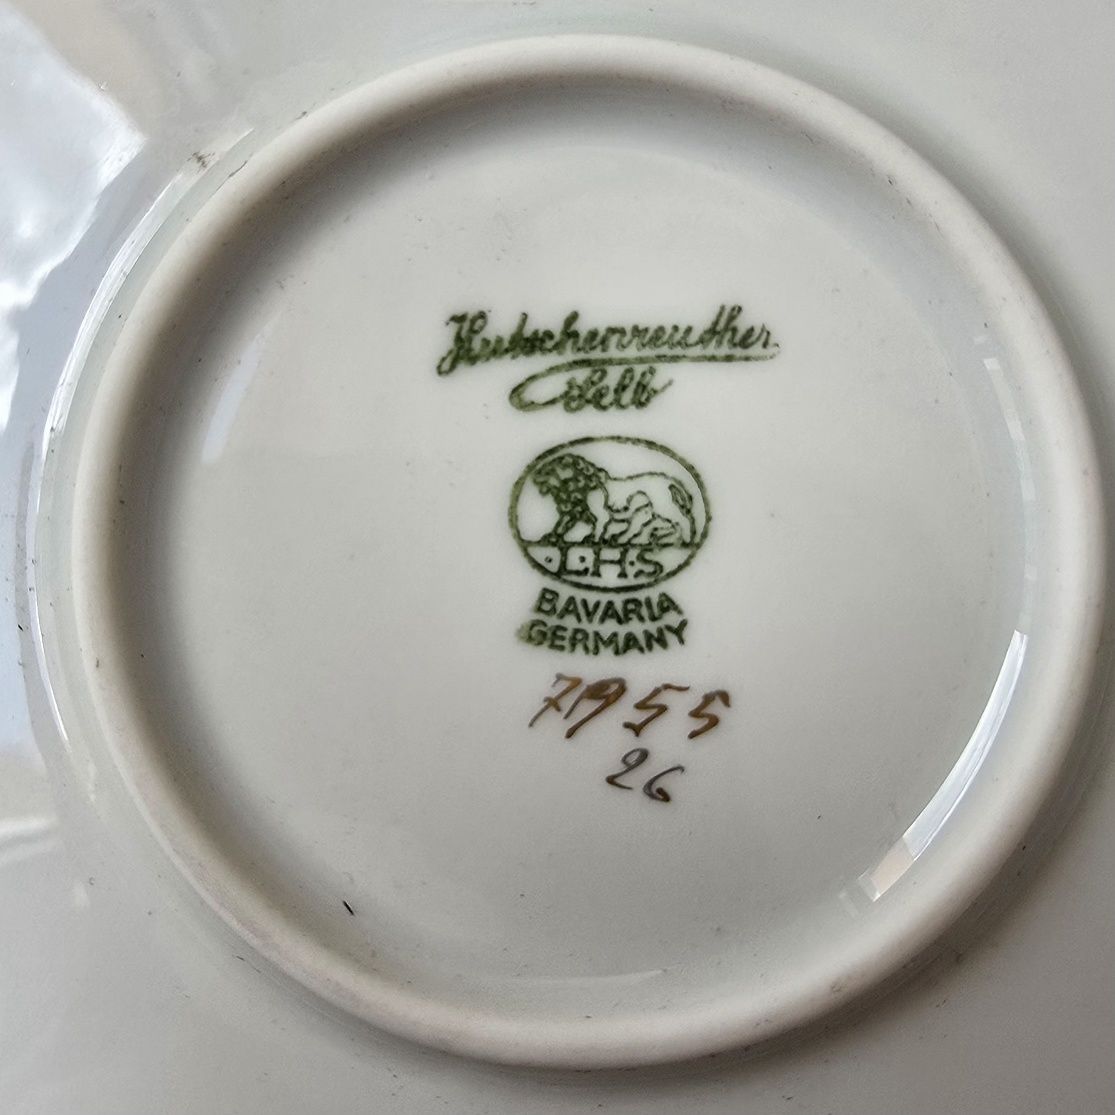 Hutschenreuther
Selb
L.H.S
BAVARIA
GERMANY
7955
26